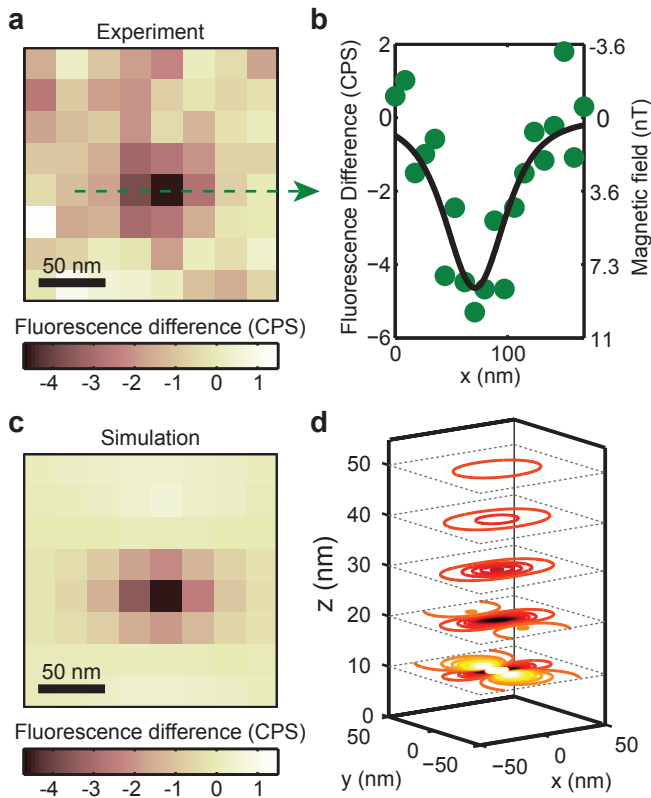 a
Experiment
50 nm
Fluorescence difference (CPS)
-4 -3 -2 -1 0 1
b
Fluorescence Difference (CPS)
2
0
−2
−4
−6
0
100
x (nm)
Magnetic field (nT)
-3.6
0
3.6
7.3
11
c
Simulation
50 nm
Fluorescence difference (CPS)
-4 -3 -2 -1 0 1
d
z (nm)
50
40
30
20
10
0
50
0
−50
y (nm)
−50
0
50
x (nm)